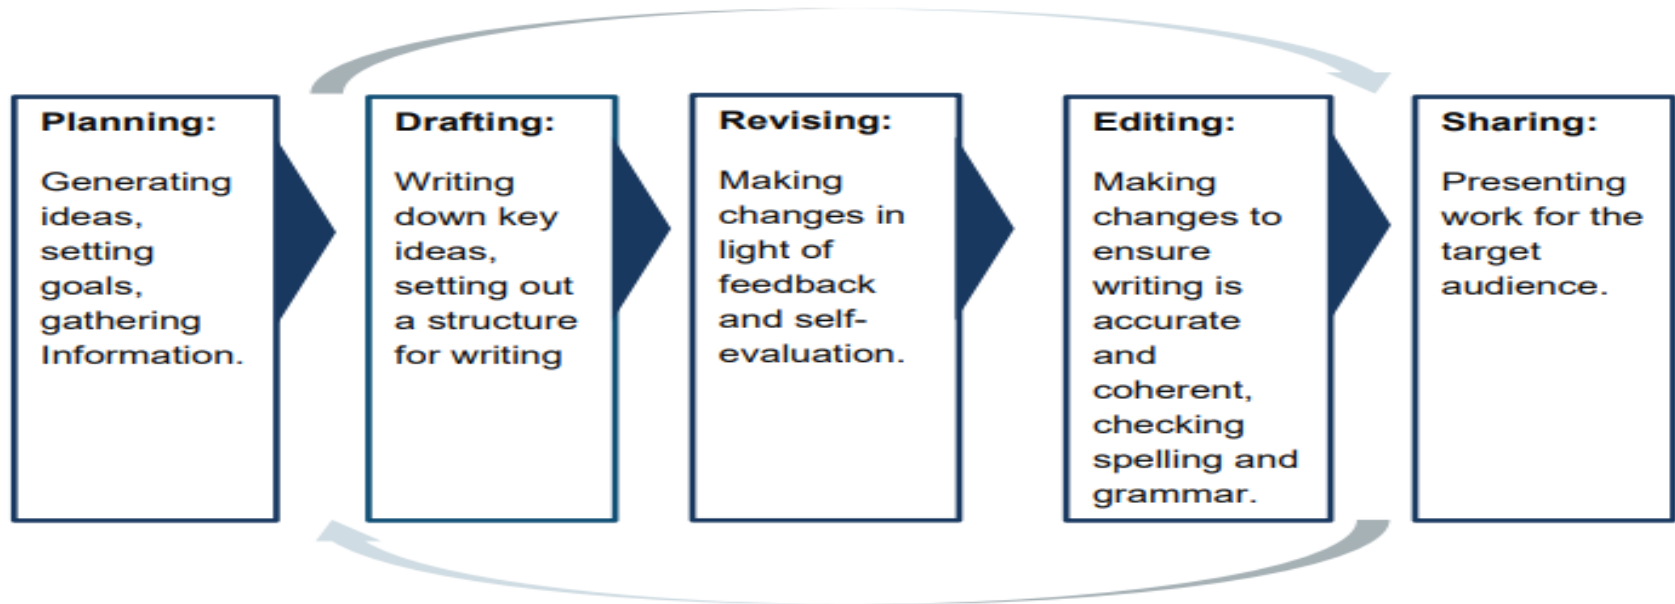 Planning:
Generating
ideas,
setting
goals,
gathering
Information.
Drafting:
Writing
down key
ideas,
setting out
a structure
for writing
Revising:
Making
changes in
light of
feedback
and self-
evaluation.
Editing:
Making
changes to
ensure
writing is
accurate
and
coherent,
checking
spelling and
grammar.
Sharing:
Presenting
work for the
target
audience.